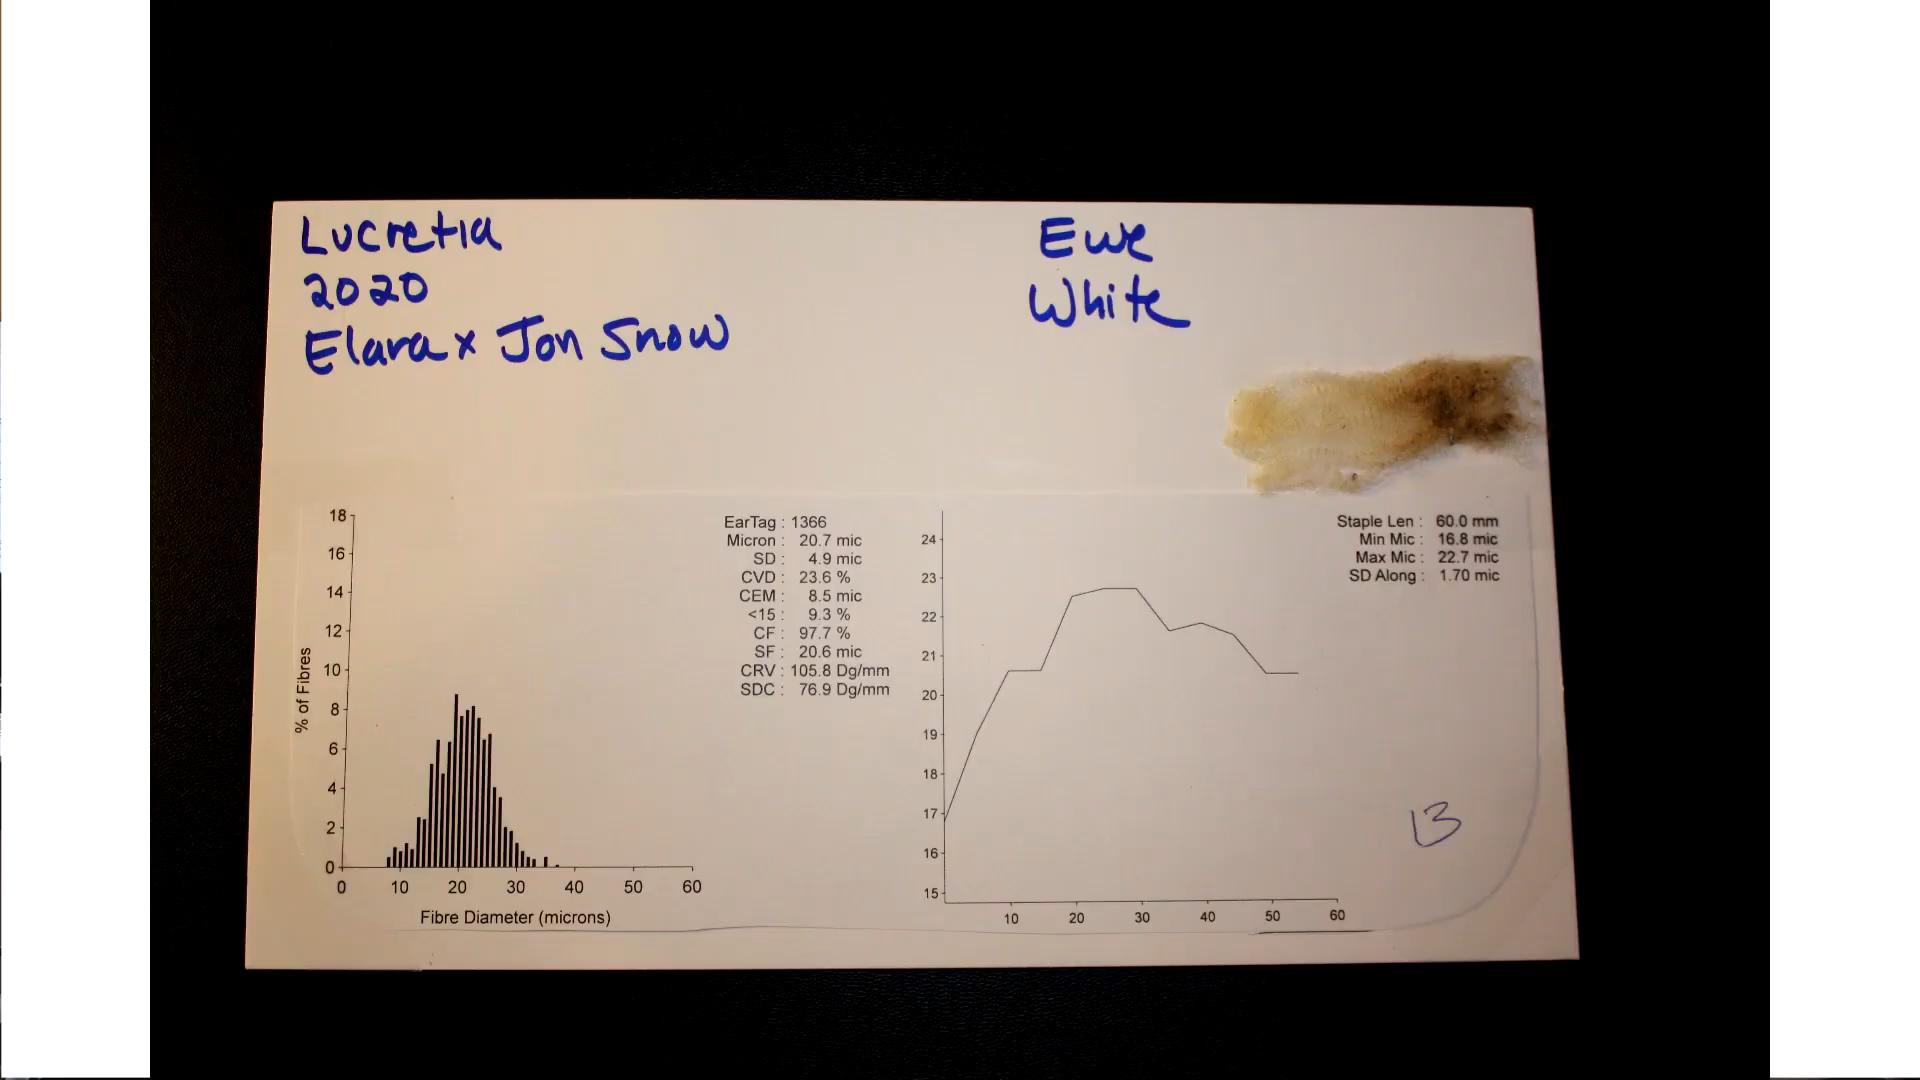 Lucretia
2020
Elara x Jon Snow
Ewe
White
18
16
14
12
10
8
6
4
2
0
% of Fibres
0 10 20 30 40 50 60
Fibre Diameter (microns)
EarTag : 1366
Micron : 20.7 mic
SD : 4.9 mic
CVD : 23.6 %
CEM : 8.5 mic
<15 : 9.3 %
CF : 97.7 %
SF : 20.6 mic
CRV : 105.8 Dg/mm
SDC : 76.9 Dg/mm
24
23
22
21
20
19
18
17
16
15
10 20 30 40 50 60
Staple Len : 60.0 mm
Min Mic : 16.8 mic
Max Mic : 22.7 mic
SD Along : 1.70 mic